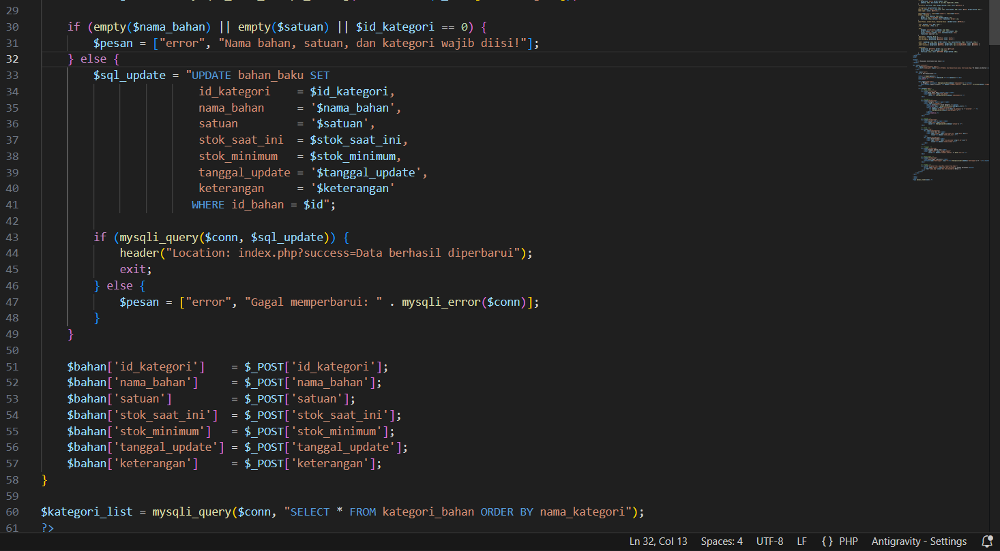 29
30 if (empty($nama_bahan) || empty($satuan) || $id_kategori == 0) {
31 $pesan = ["error", "Nama bahan, satuan, dan kategori wajib diisi!"];
32 } else {
33 $sql_update = "UPDATE bahan_baku SET
34 id_kategori = $id_kategori,
35 nama_bahan = '$nama_bahan',
36 satuan = '$satuan',
37 stok_saat_ini = $stok_saat_ini,
38 stok_minimum = $stok_minimum,
39 tanggal_update = '$tanggal_update',
40 keterangan = '$keterangan'
41 WHERE id_bahan = $id";
42
43 if (mysqli_query($conn, $sql_update)) {
44 header("Location: index.php?success=Data berhasil diperbarui");
45 exit;
46 } else {
47 $pesan = ["error", "Gagal memperbarui: " . mysqli_error($conn)];
48 }
49 }
50
51 $bahan['id_kategori'] = $_POST['id_kategori'];
52 $bahan['nama_bahan'] = $_POST['nama_bahan'];
53 $bahan['satuan'] = $_POST['satuan'];
54 $bahan['stok_saat_ini'] = $_POST['stok_saat_ini'];
55 $bahan['stok_minimum'] = $_POST['stok_minimum'];
56 $bahan['tanggal_update'] = $_POST['tanggal_update'];
57 $bahan['keterangan'] = $_POST['keterangan'];
58 }
59
60 $kategori_list = mysqli_query($conn, "SELECT * FROM kategori_bahan ORDER BY nama_kategori");
61 ?>
Ln 32, Col 13 Spaces: 4 UTF-8 LF {} PHP Antigravity - Settings